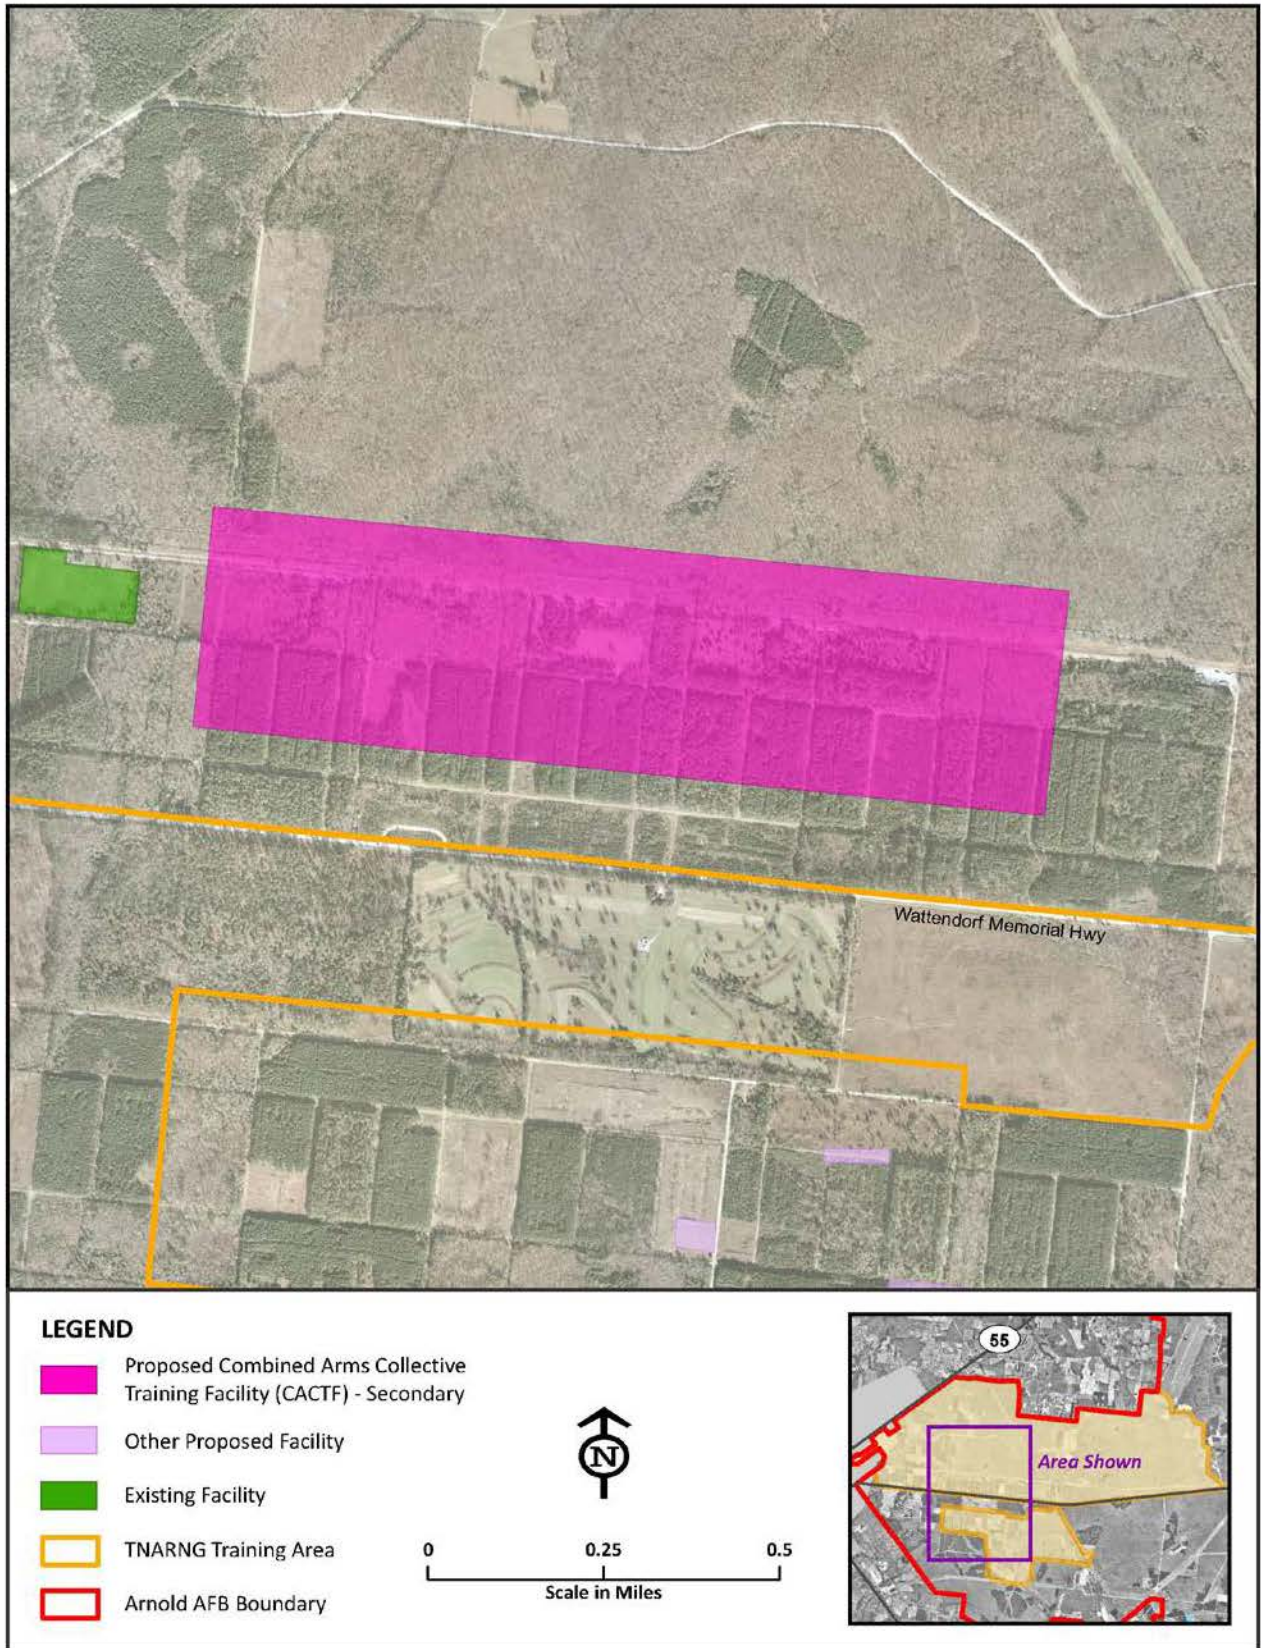 Wattendorf Memorial Hwy
LEGEND
Proposed Combined Arms Collective
Training Facility (CACTF) - Secondary
Other Proposed Facility
Existing Facility
TNARNG Training Area
Arnold AFB Boundary
N
0 0.25 0.5
Scale in Miles
55
Area Shown